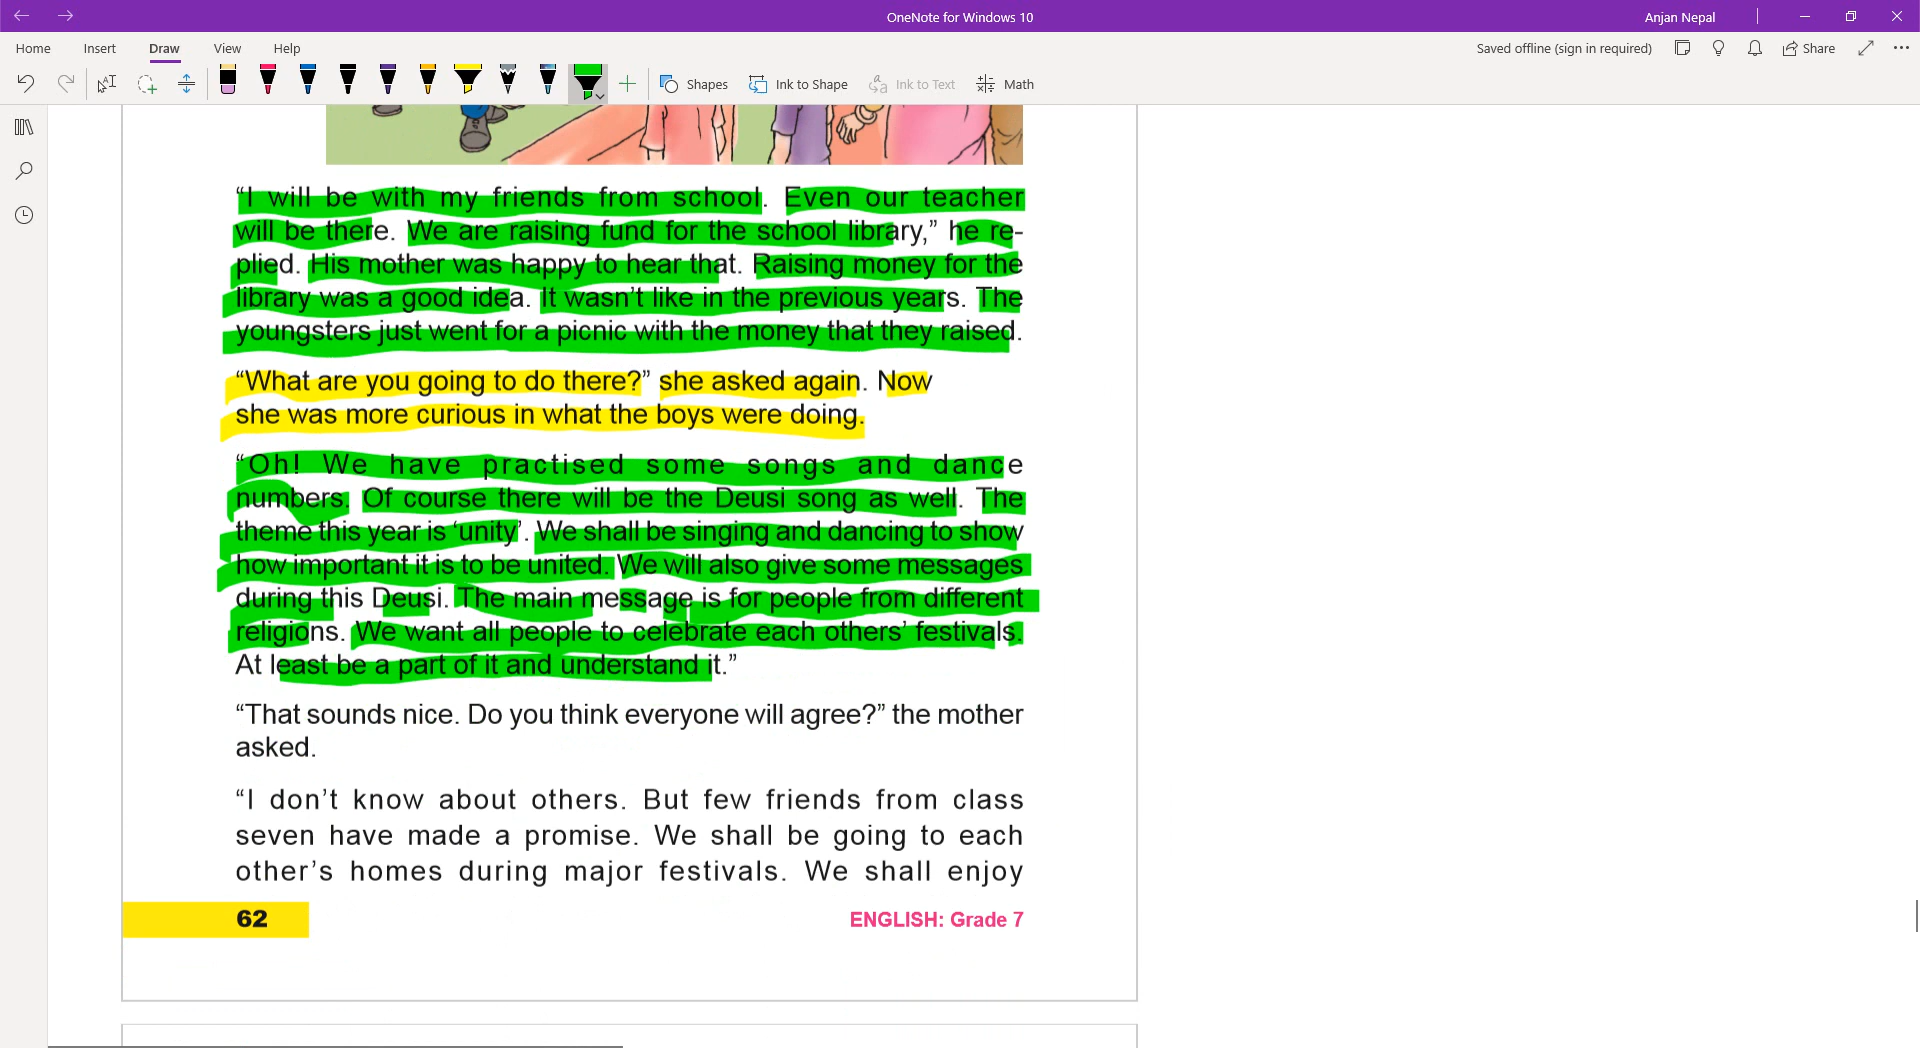 OneNote for Windows 10
Anjan Nepal
Home Insert Draw View Help
Saved offline (sign in required) Share
Shapes Ink to Shape Ink to Text Math
“I will be with my friends from school. Even our teacher
will be there. We are raising fund for the school library,” he re-
plied. His mother was happy to hear that. Raising money for the
library was a good idea. It wasn’t like in the previous years. The
youngsters just went for a picnic with the money that they raised.
“What are you going to do there?” she asked again. Now
she was more curious in what the boys were doing.
“Oh! We have practised some songs and dance
numbers. Of course there will be the Deusi song as well. The
theme this year is ‘unity’. We shall be singing and dancing to show
how important it is to be united. We will also give some messages
during this Deusi. The main message is for people from different
religions. We want all people to celebrate each others’ festivals.
At least be a part of it and understand it.”
“That sounds nice. Do you think everyone will agree?” the mother
asked.
“I don’t know about others. But few friends from class
seven have made a promise. We shall be going to each
other’s homes during major festivals. We shall enjoy
62
ENGLISH: Grade 7